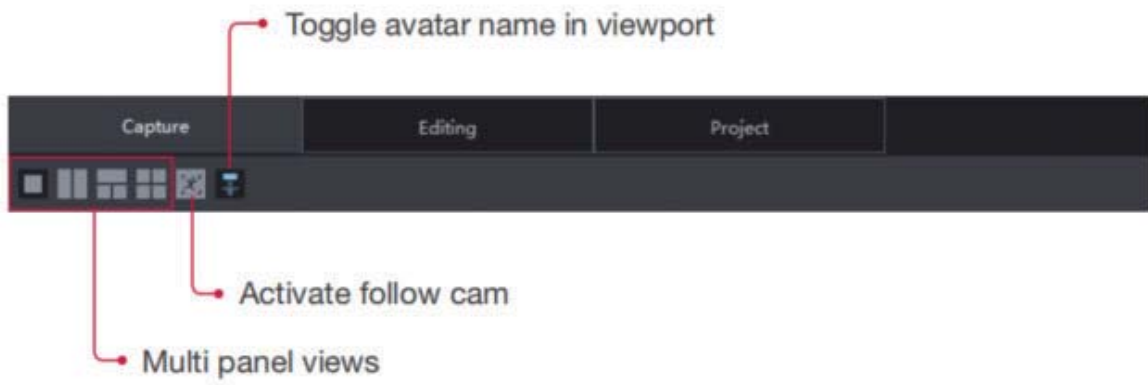 Toggle avatar name in viewport
Capture
Editing
Project
Activate follow cam
Multi panel views